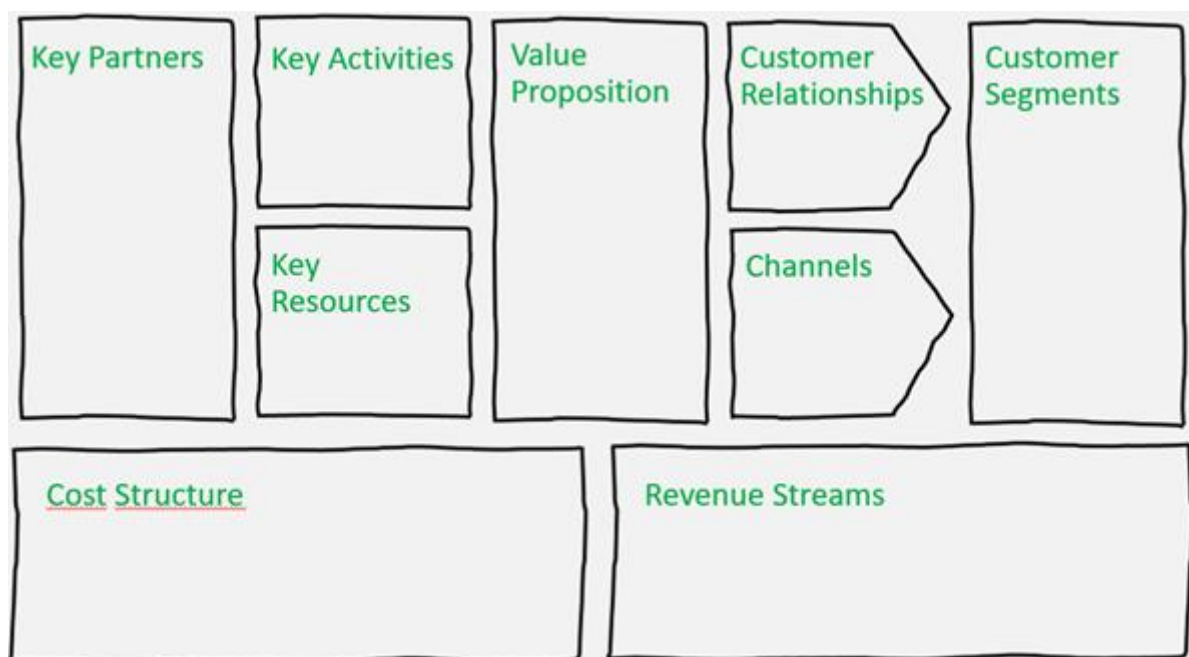 Key Partners
Key Activities
Key
Resources
Value
Proposition
Customer
Relationships
Channels
Customer
Segments
Cost Structure
Revenue Streams